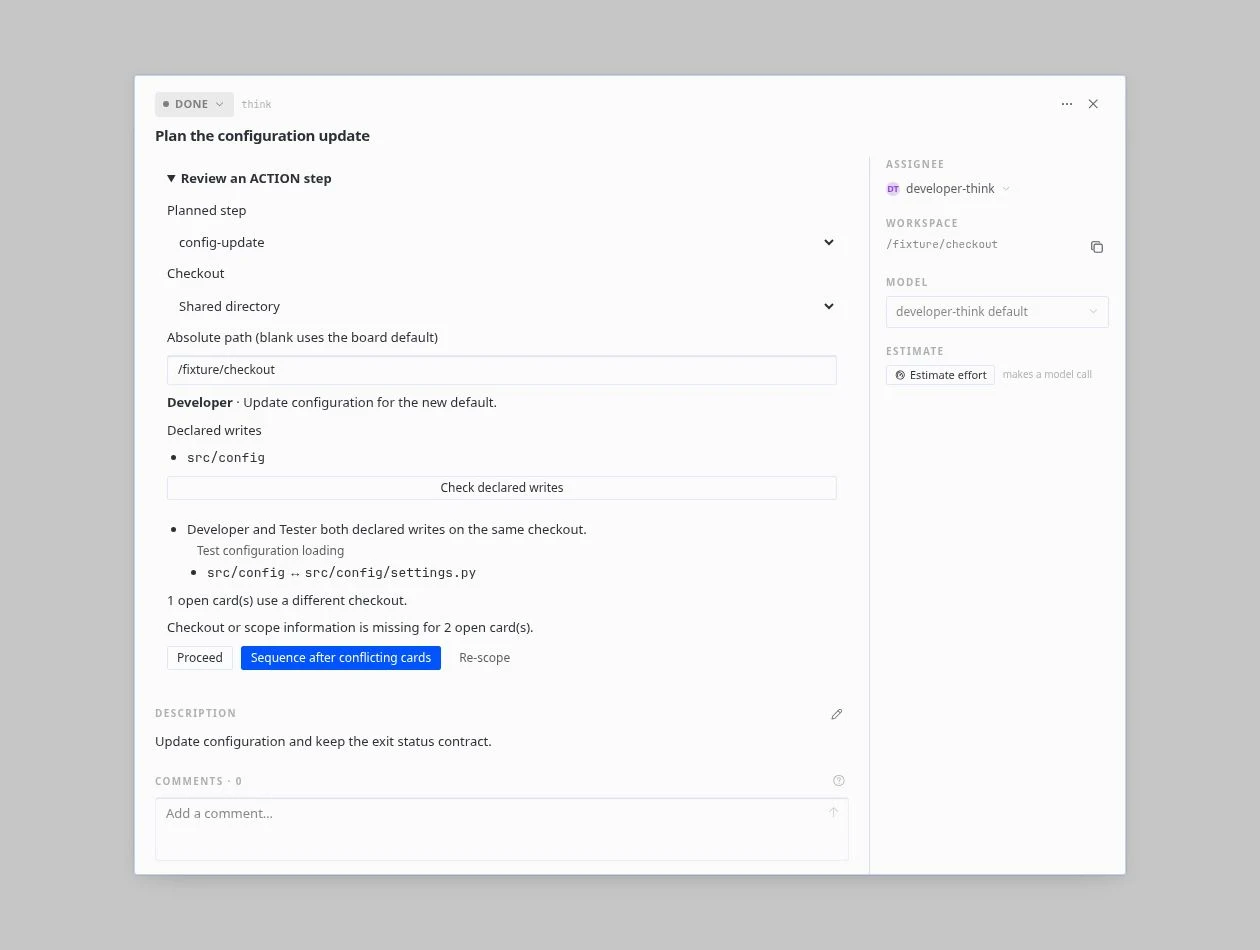 DONE
think
Plan the configuration update
Review an ACTION step
Planned step
config-update
Checkout
Shared directory
Absolute path (blank uses the board default)
/fixture/checkout
Developer · Update configuration for the new default.
Declared writes
src/config
Check declared writes
Developer and Tester both declared writes on the same checkout.
Test configuration loading
src/config ↔ src/config/settings.py
1 open card(s) use a different checkout.
Checkout or scope information is missing for 2 open card(s).
Proceed
Sequence after conflicting cards
Re-scope
DESCRIPTION
Update configuration and keep the exit status contract.
COMMENTS · 0
Add a comment…
ASSIGNEE
DT developer-think
WORKSPACE
/fixture/checkout
MODEL
developer-think default
ESTIMATE
Estimate effort
makes a model call